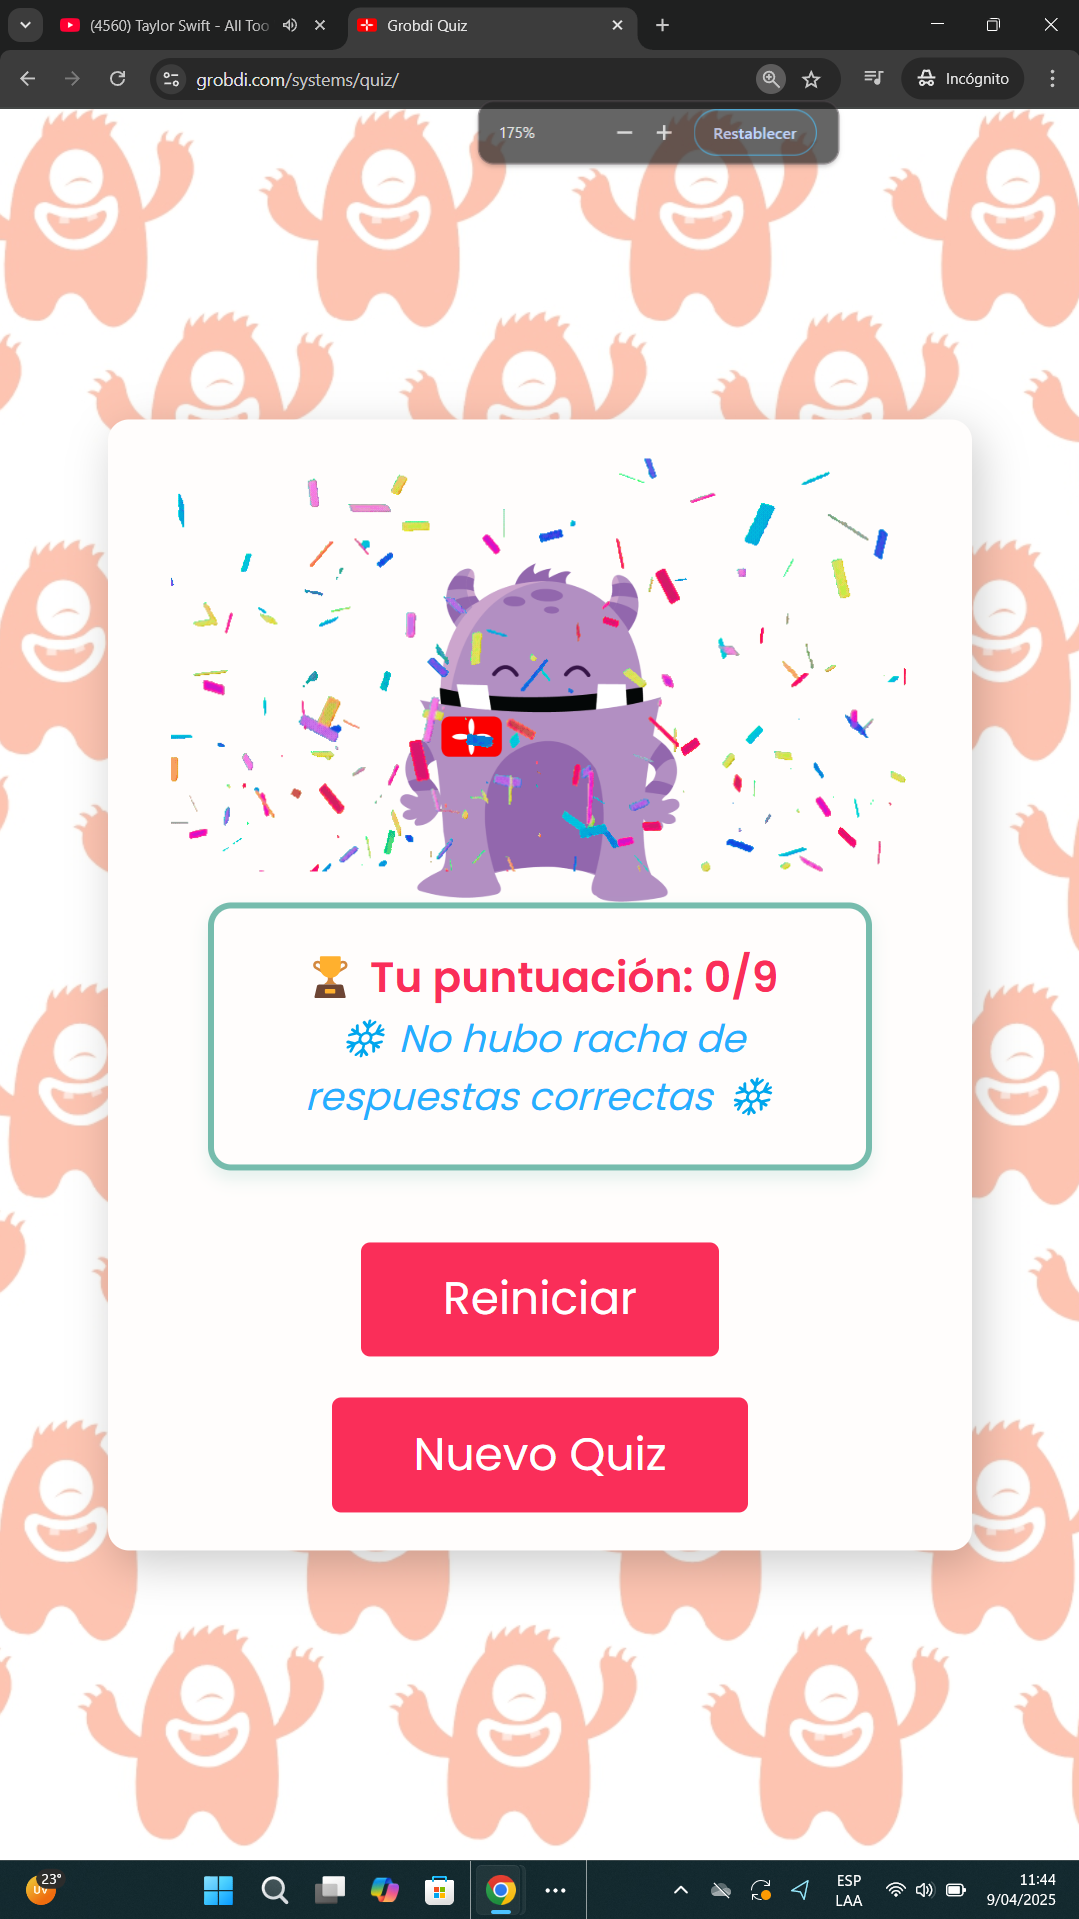 (4560) Taylor Swift - All Too
Grobdi Quiz
grobdi.com/systems/quiz/
Incógnito
175%
Restablecer
Tu puntuación: 0/9
No hubo racha de
respuestas correctas
Reiniciar
Nuevo Quiz
23°
UV
ESP
LAA
11:44
9/04/2025